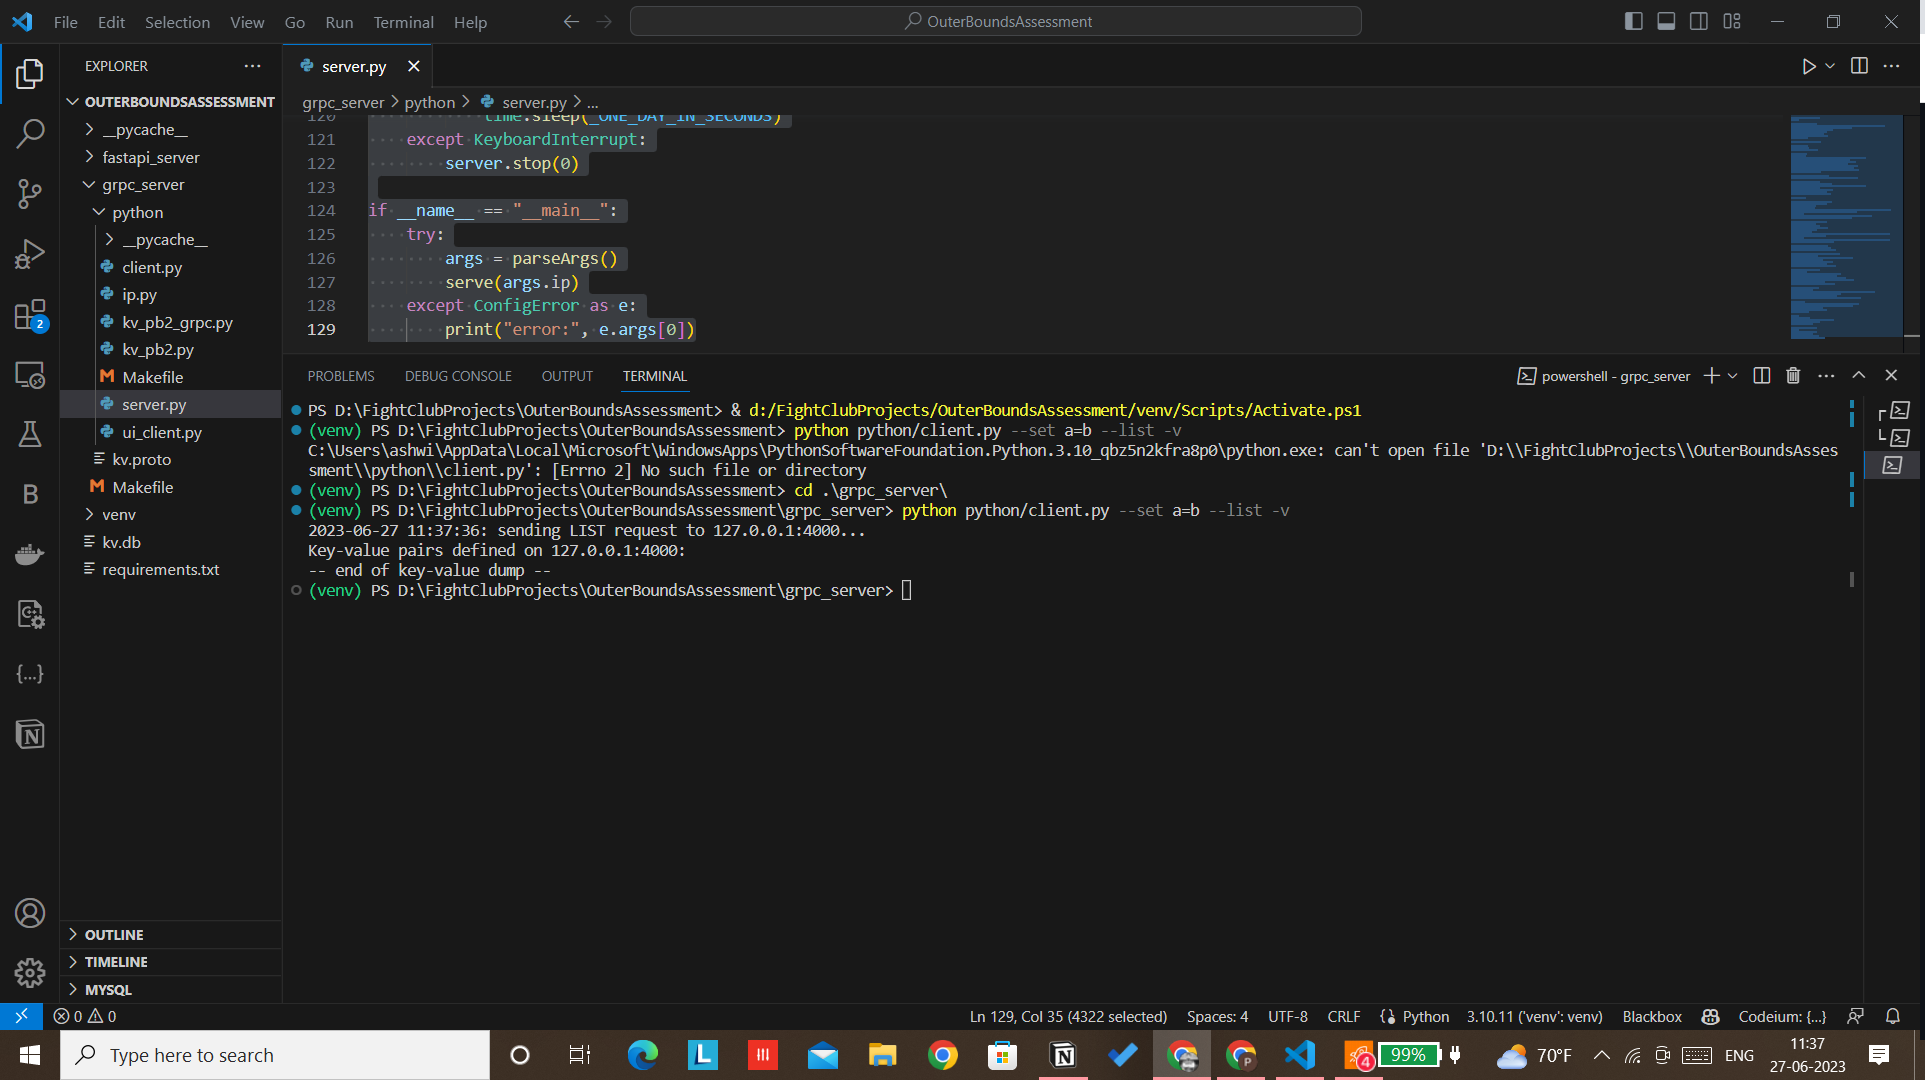 File Edit Selection View Go Run Terminal Help
OuterBoundsAssessment
EXPLORER
OUTERBOUNDSASSESSMENT
__pycache__
fastapi_server
grpc_server
python
__pycache__
client.py
ip.py
kv_pb2_grpc.py
kv_pb2.py
Makefile
server.py
ui_client.py
kv.proto
Makefile
venv
kv.db
requirements.txt
OUTLINE
TIMELINE
MYSQL
server.py
grpc_server > python > server.py > ...
120 time.sleep(_ONE_DAY_IN_SECONDS)
121 except KeyboardInterrupt:
122 server.stop(0)
123
124 if __name__ == "__main__":
125 try:
126 args = parseArgs()
127 serve(args.ip)
128 except ConfigError as e:
129 print("error:", e.args[0])
PROBLEMS DEBUG CONSOLE OUTPUT TERMINAL
powershell - grpc_server
PS D:\FightClubProjects\OuterBoundsAssessment> & d:/FightClubProjects/OuterBoundsAssessment/venv/Scripts/Activate.ps1
(venv) PS D:\FightClubProjects\OuterBoundsAssessment> python python/client.py --set a=b --list -v
C:\Users\ashwi\AppData\Local\Microsoft\WindowsApps\PythonSoftwareFoundation.Python.3.10_qbz5n2kfra8p0\python.exe: can't open file 'D:\\FightClubProjects\\OuterBoundsAsses
sment\\python\\client.py': [Errno 2] No such file or directory
(venv) PS D:\FightClubProjects\OuterBoundsAssessment> cd .\grpc_server\
(venv) PS D:\FightClubProjects\OuterBoundsAssessment\grpc_server> python python/client.py --set a=b --list -v
2023-06-27 11:37:36: sending LIST request to 127.0.0.1:4000...
Key-value pairs defined on 127.0.0.1:4000:
-- end of key-value dump --
(venv) PS D:\FightClubProjects\OuterBoundsAssessment\grpc_server>
2
B
N
0 0
Ln 129, Col 35 (4322 selected) Spaces: 4 UTF-8 CRLF Python 3.10.11 ('venv': venv) Blackbox Codeium: {...}
Type here to search
L
N
P
4
99%
70°F
ENG
11:37
27-06-2023